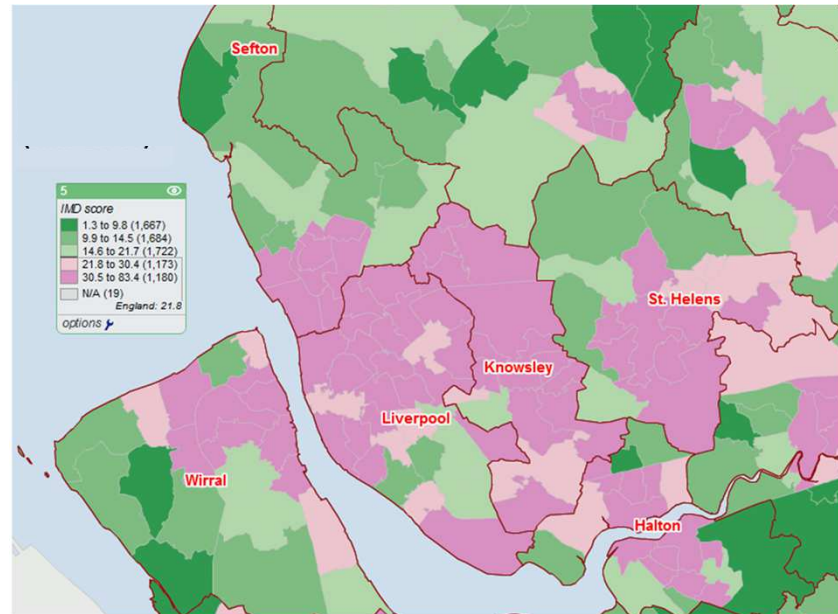 Sefton
5
IMD score
1.3 to 9.8 (1,667)
9.9 to 14.5 (1,684)
14.6 to 21.7 (1,722)
21.8 to 30.4 (1,173)
30.5 to 83.4 (1,180)
N/A (19)
England: 21.8
options
St. Helens
Knowsley
Liverpool
Wirral
Halton